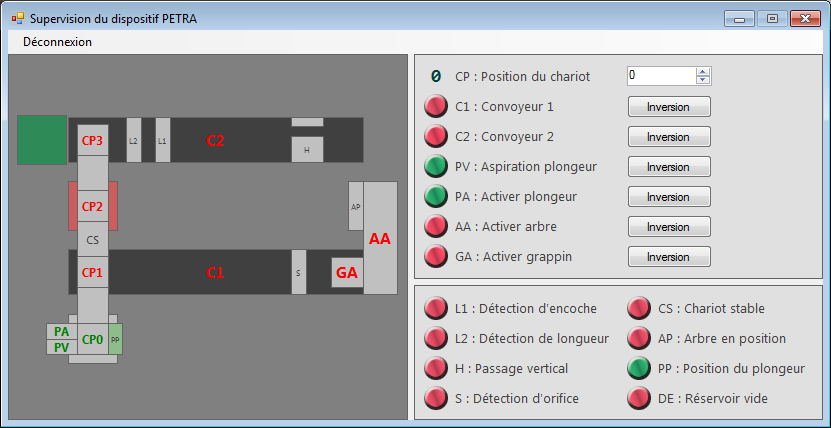 Supervision du dispositif PETRA
Déconnexion
CP3
L2
L1
C2
H
CP2
CS
AP
AA
CP1
C1
S
GA
PA
PV
CP0
PP
0 CP : Position du chariot 0
C1 : Convoyeur 1 Inversion
C2 : Convoyeur 2 Inversion
PV : Aspiration plongeur Inversion
PA : Activer plongeur Inversion
AA : Activer arbre Inversion
GA : Activer grappin Inversion
L1 : Détection d'encoche CS : Chariot stable
L2 : Détection de longueur AP : Arbre en position
H : Passage vertical PP : Position du plongeur
S : Détection d'orifice DE : Réservoir vide